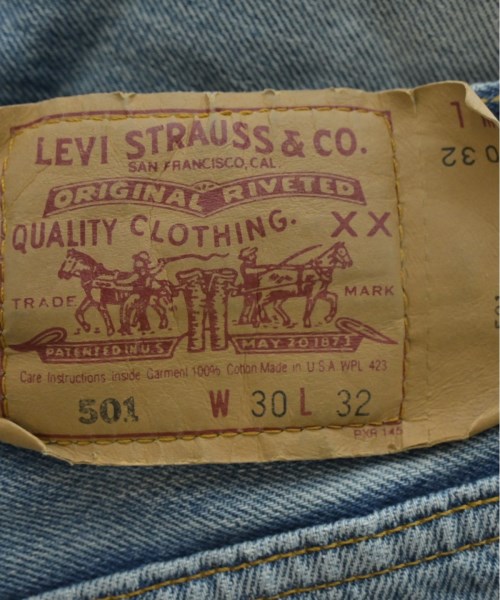 LEVI STRAUSS & CO.
SAN FRANCISCO, CAL
ORIGINAL RIVETED
QUALITY CLOTHING. XX
TRADE MARK
PATENTED IN U.S. MAY 20 1873
Care Instructions Inside Garment 100% Cotton Made in U.S.A. WPL 423
501 W 30 L 32